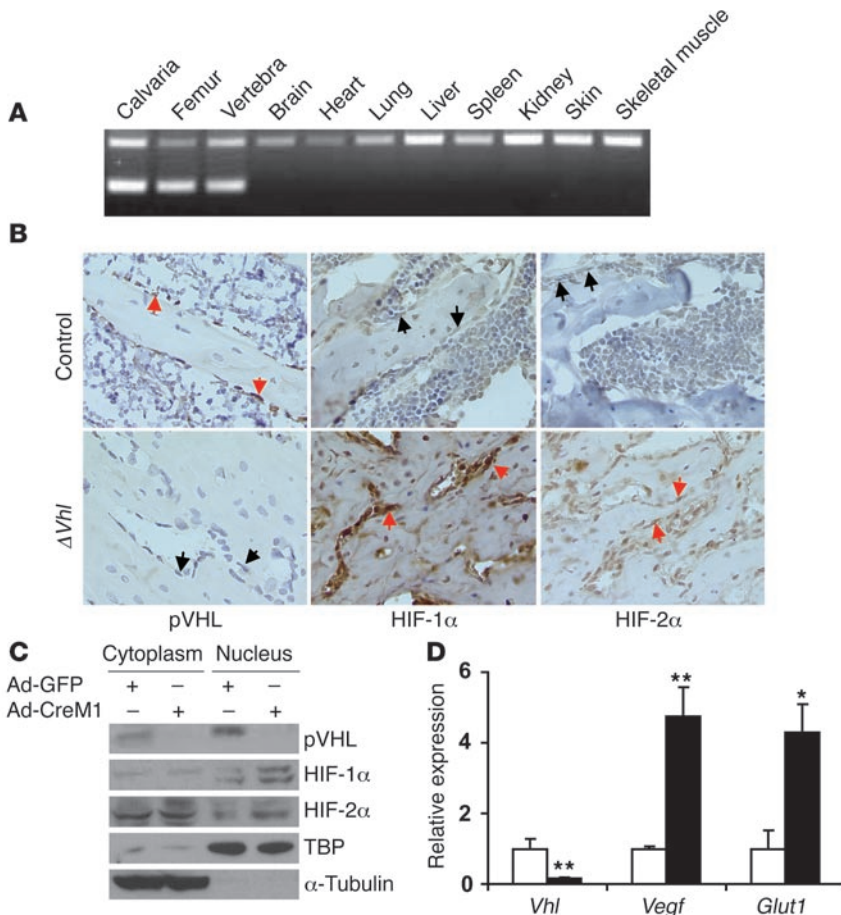 A
Calvaria Femur Vertebra Brain Heart Lung Liver Spleen Kidney Skin Skeletal muscle
B
Control
ΔVhl
pVHL HIF-1α HIF-2α
C
Cytoplasm Nucleus
Ad-GFP + − + −
Ad-CreM1 − + − +
pVHL
HIF-1α
HIF-2α
TBP
α-Tubulin
D
Relative expression
6
4
2
0
** ** *
Vhl Vegf Glut1